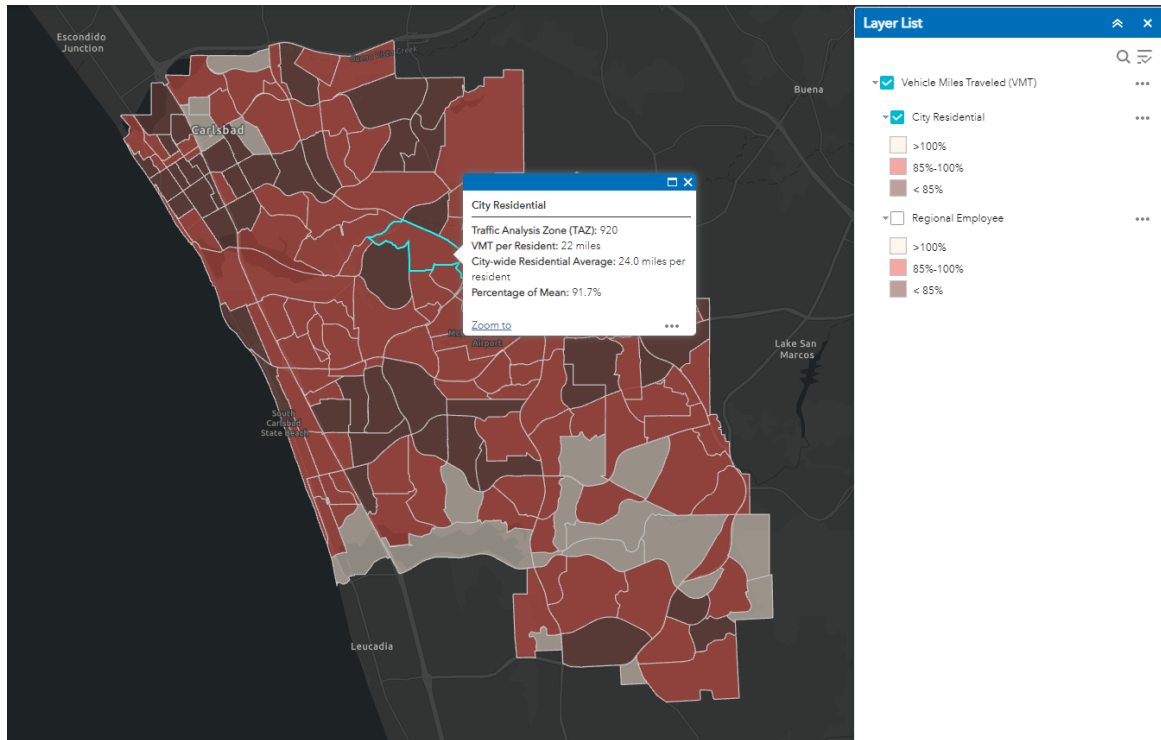 Escondido
Junction
Buena Vista Creek
Buena
Carlsbad
City Residential
Traffic Analysis Zone (TAZ): 920
VMT per Resident: 22 miles
City-wide Residential Average: 24.0 miles per
resident
Percentage of Mean: 91.7%
Zoom to
Airport
Lake San
Marcos
South
Carlsbad
State Beach
Leucadia
Layer List
Vehicle Miles Traveled (VMT)
City Residential
>100%
85%-100%
< 85%
Regional Employee
>100%
85%-100%
< 85%